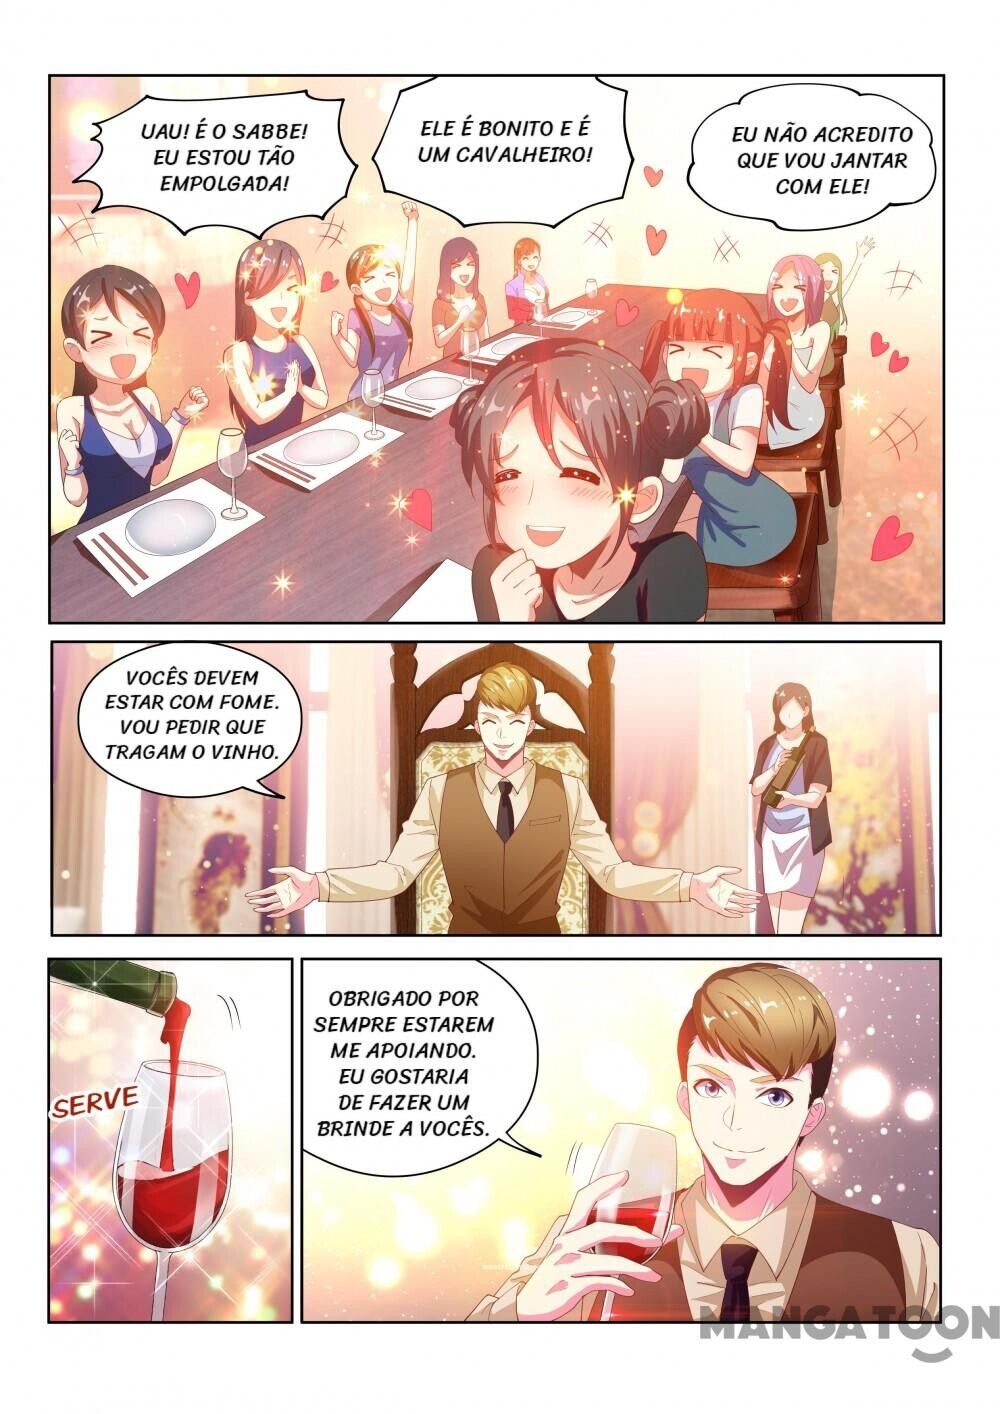 UAU! É O SABBE!
EU ESTOU TÃO
EMPOLGADA!
ELE É BONITO E É
UM CAVALHEIRO!
EU NÃO ACREDITO
QUE VOU JANTAR
COM ELE!
VOCÊS DEVEM
ESTAR COM FOME.
VOU PEDIR QUE
TRAGAM O VINHO.
SERVE
OBRIGADO POR
SEMPRE ESTAREM
ME APOIANDO.
EU GOSTARIA
DE FAZER UM
BRINDE A VOCÊS.
MANGATOON